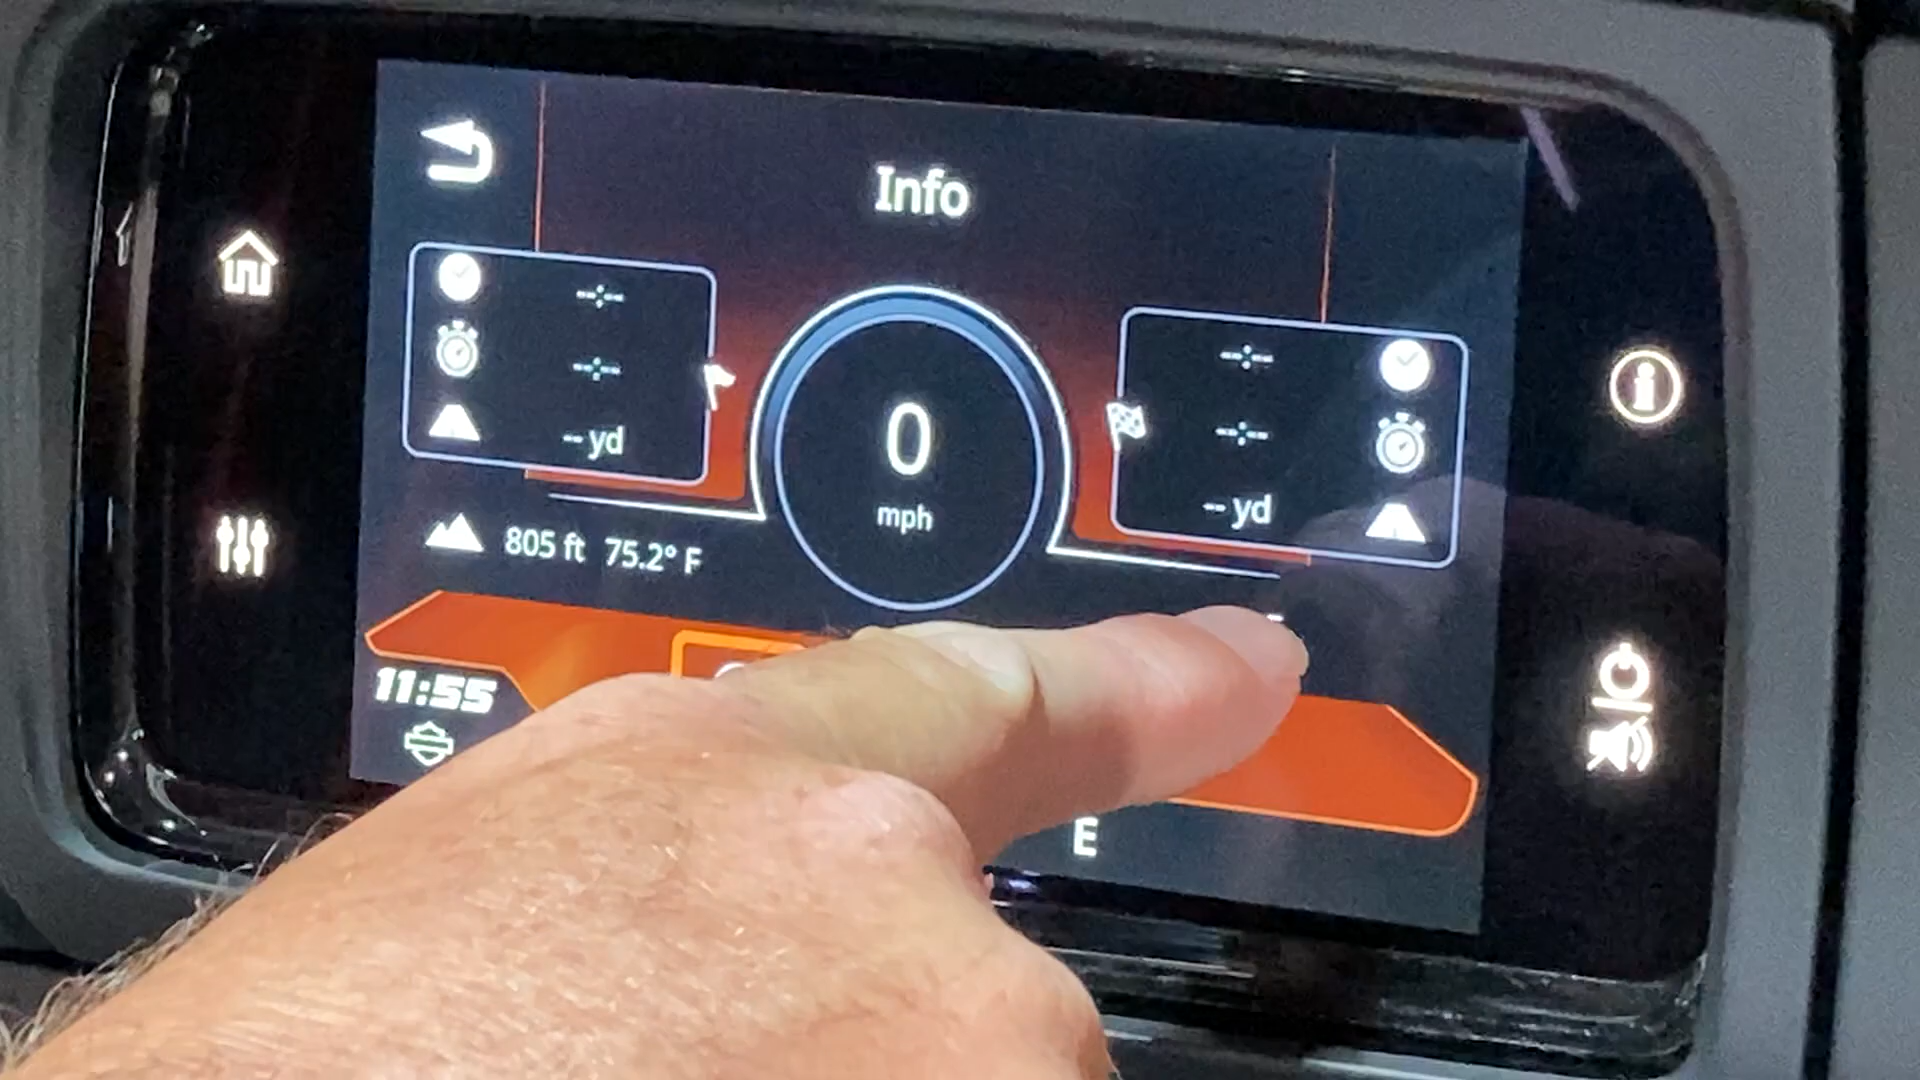 Info
--:--
--:--
-- yd
0
mph
--:--
--:--
-- yd
805 ft 75.2° F
11:55
E